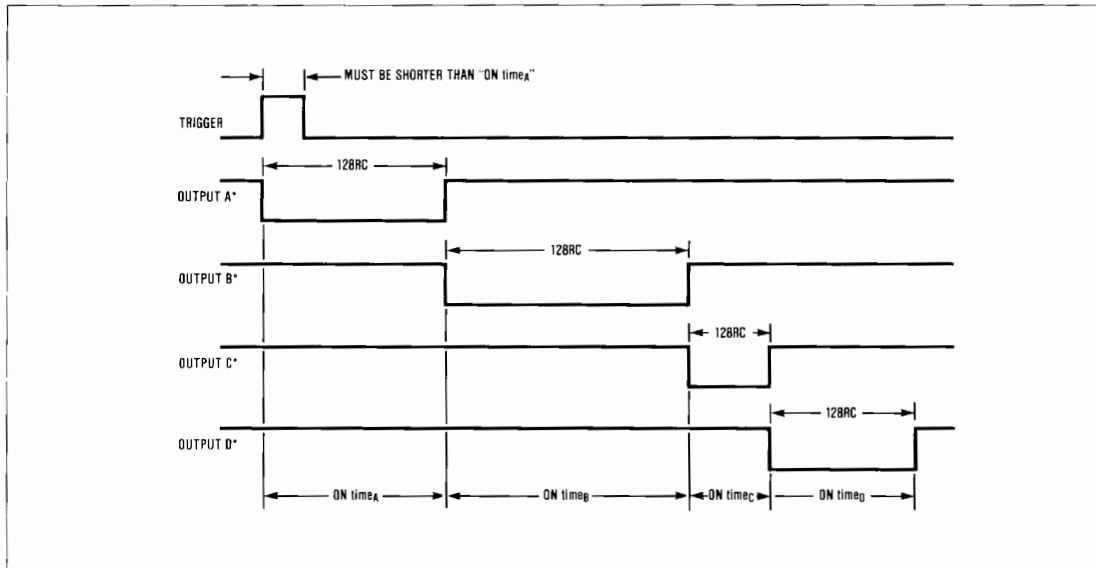 MUST BE SHORTER THAN "ON timeA"
TRIGGER
128RC
OUTPUT A*
128RC
OUTPUT B*
128RC
OUTPUT C*
128RC
OUTPUT D*
ON timeA
ON timeB
ON timeC
ON timeD